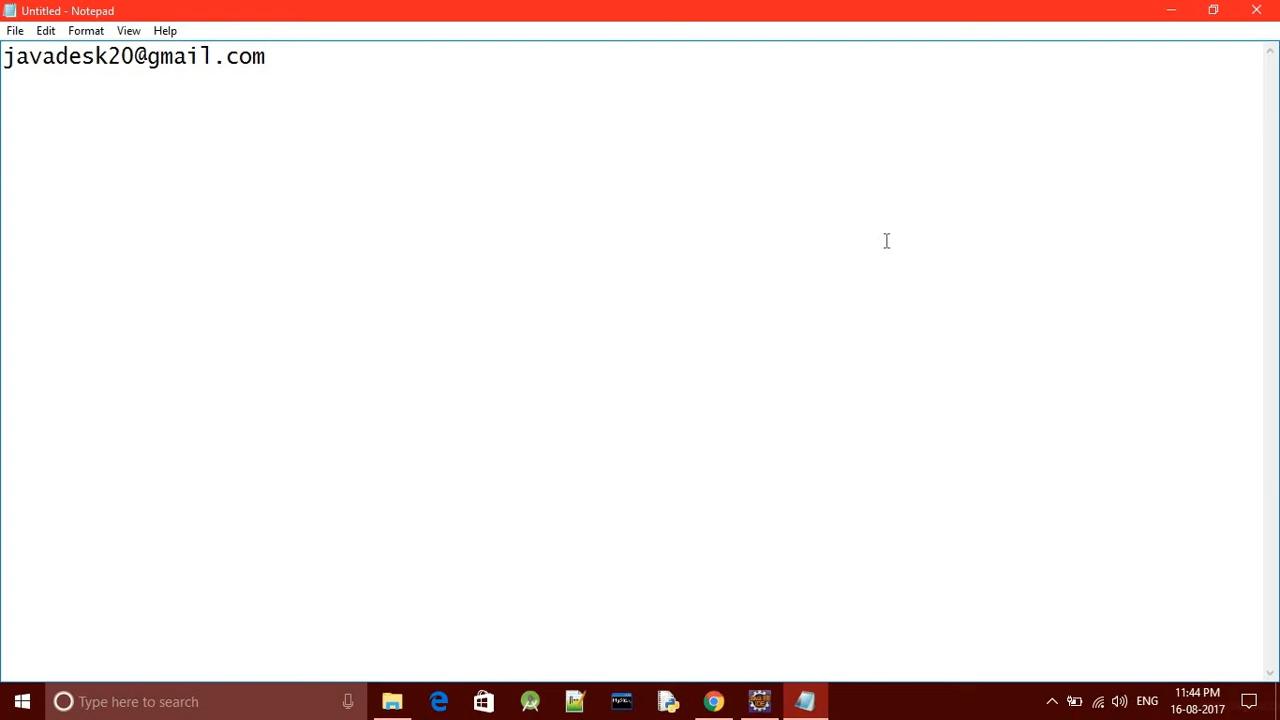 Untitled - Notepad
File Edit Format View Help
javadesk20@gmail.com
Type here to search
ENG
11:44 PM
16-08-2017